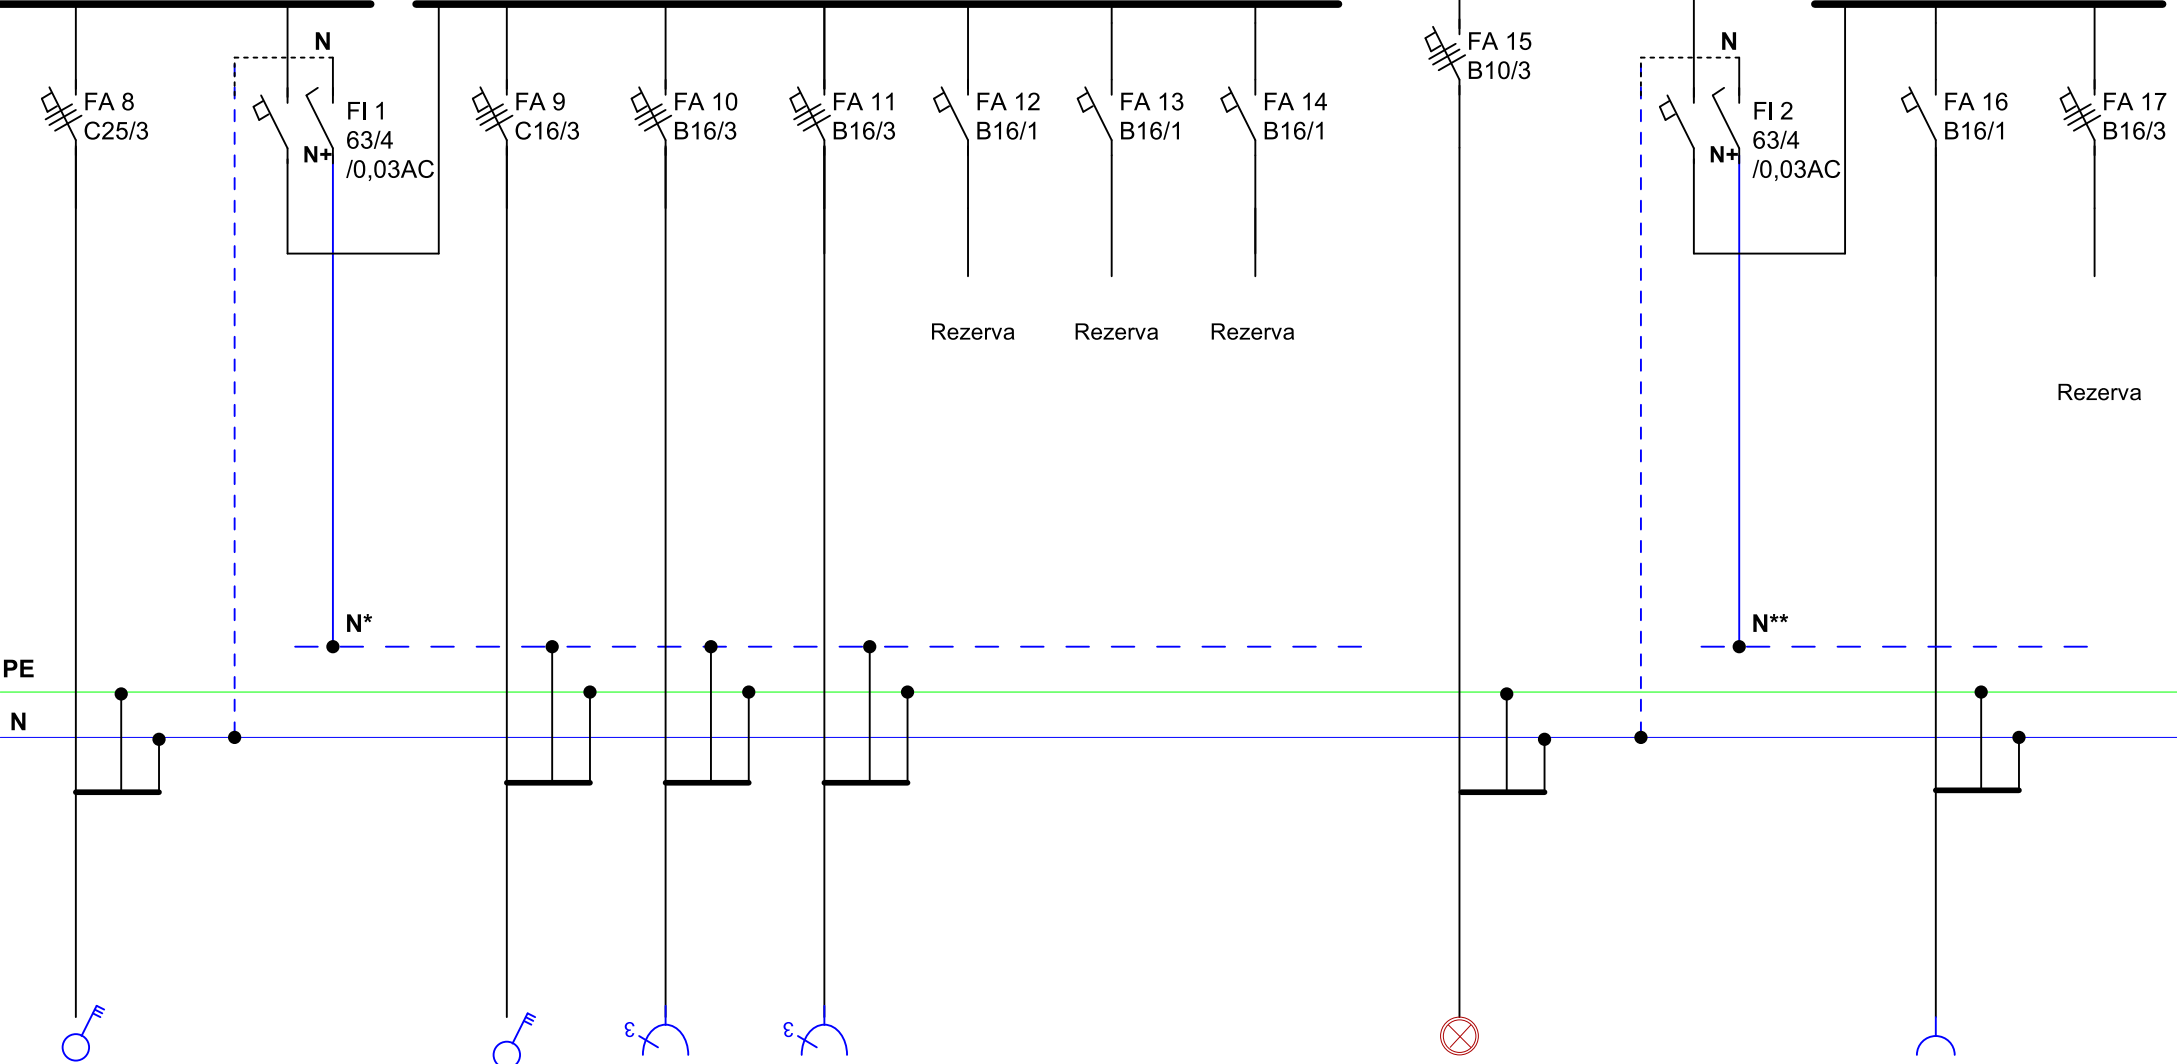 N
FA 8
C25/3
FI 1
63/4
/0,03AC
N+
FA 9
C16/3
FA 10
B16/3
FA 11
B16/3
FA 12
B16/1
FA 13
B16/1
FA 14
B16/1
FA 15
B10/3
N
FI 2
63/4
/0,03AC
N+
FA 16
B16/1
FA 17
B16/3
Rezerva
Rezerva
Rezerva
Rezerva
N*
N**
PE
N
3
3